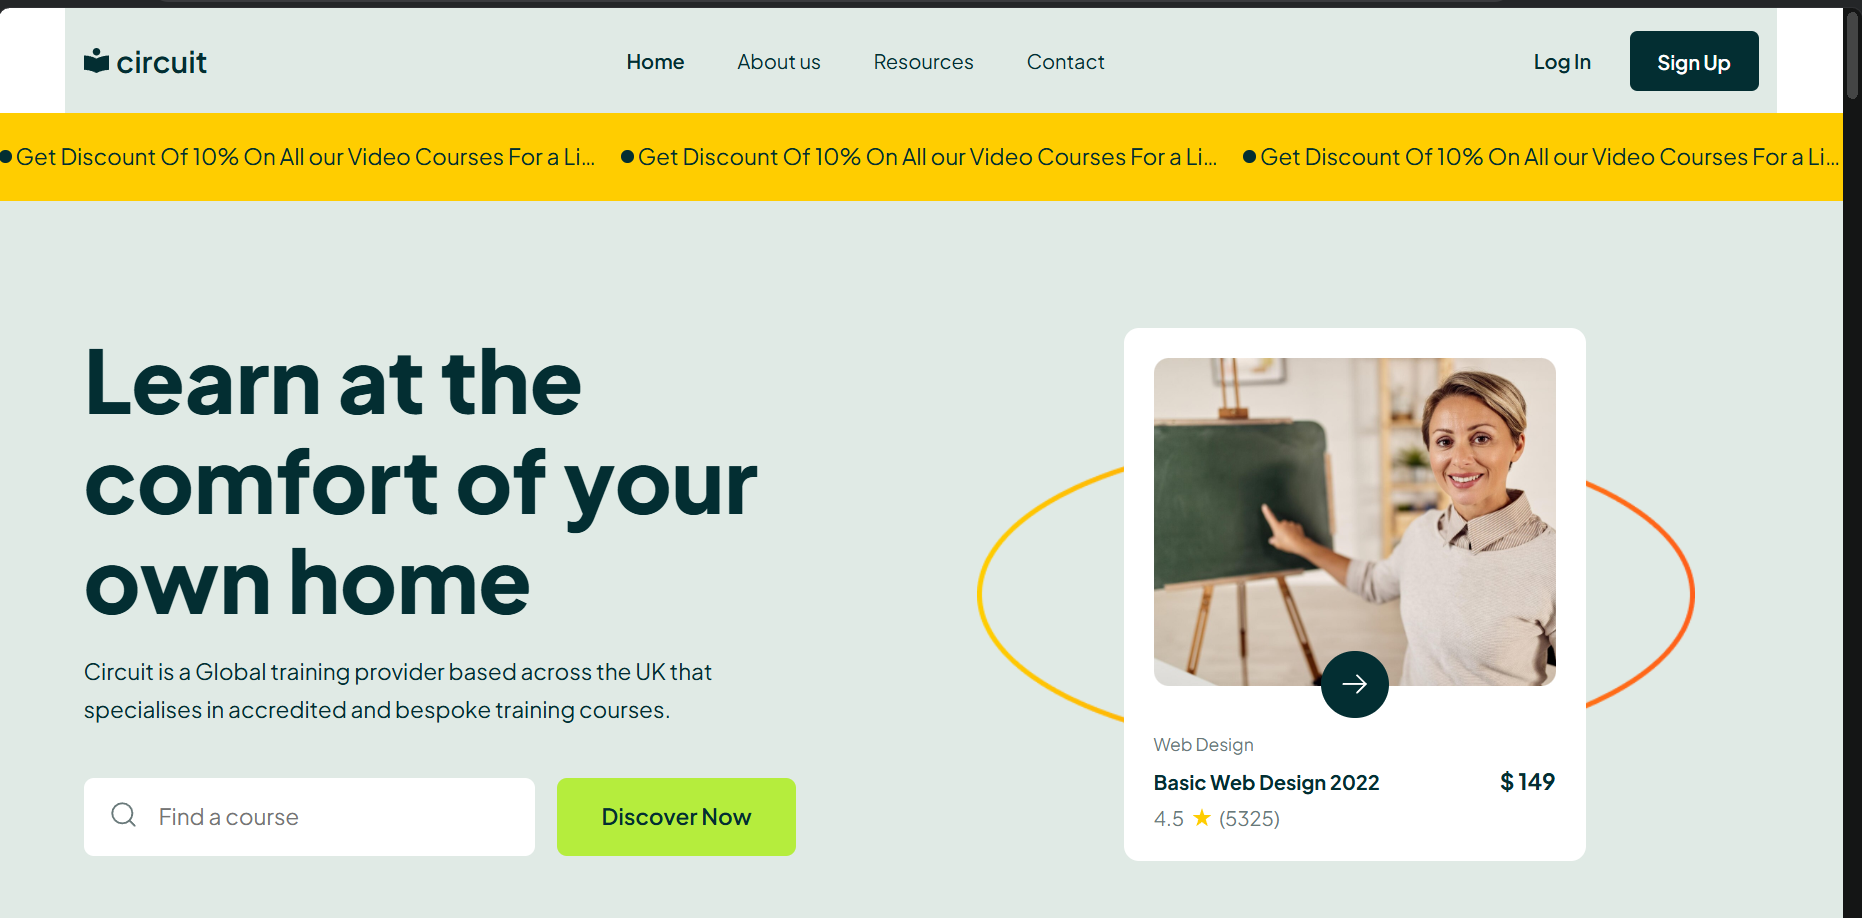 circuit
Home About us Resources Contact
Log In
Sign Up
Get Discount Of 10% On All our Video Courses For a Li... Get Discount Of 10% On All our Video Courses For a Li... Get Discount Of 10% On All our Video Courses For a Li...
Learn at the
comfort of your
own home
Circuit is a Global training provider based across the UK that
specialises in accredited and bespoke training courses.
Find a course
Discover Now
Web Design
Basic Web Design 2022 $ 149
4.5 ★ (5325)